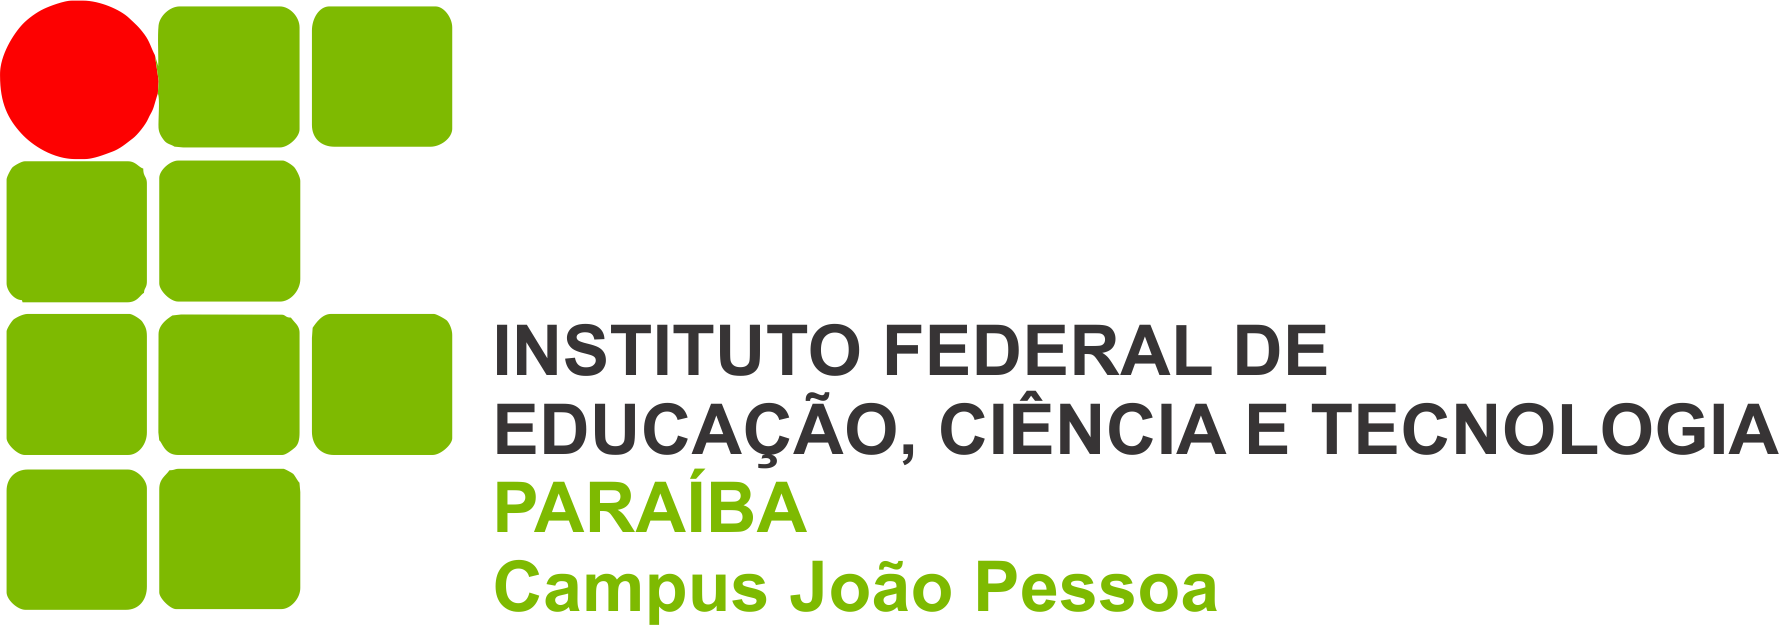 INSTITUTO FEDERAL DE
EDUCAÇÃO, CIÊNCIA E TECNOLOGIA
PARAÍBA
Campus João Pessoa